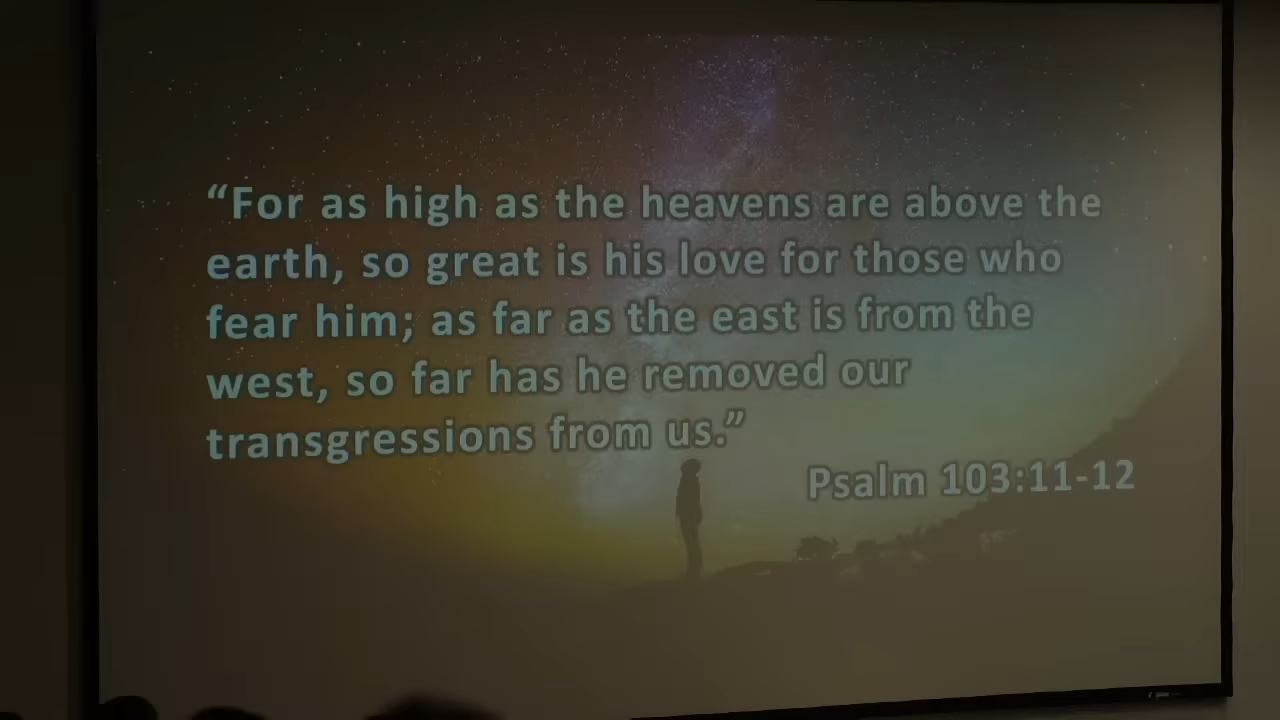 “For as high as the heavens are above the
earth, so great is his love for those who
fear him; as far as the east is from the
west, so far has he removed our
transgressions from us.”
Psalm 103:11-12